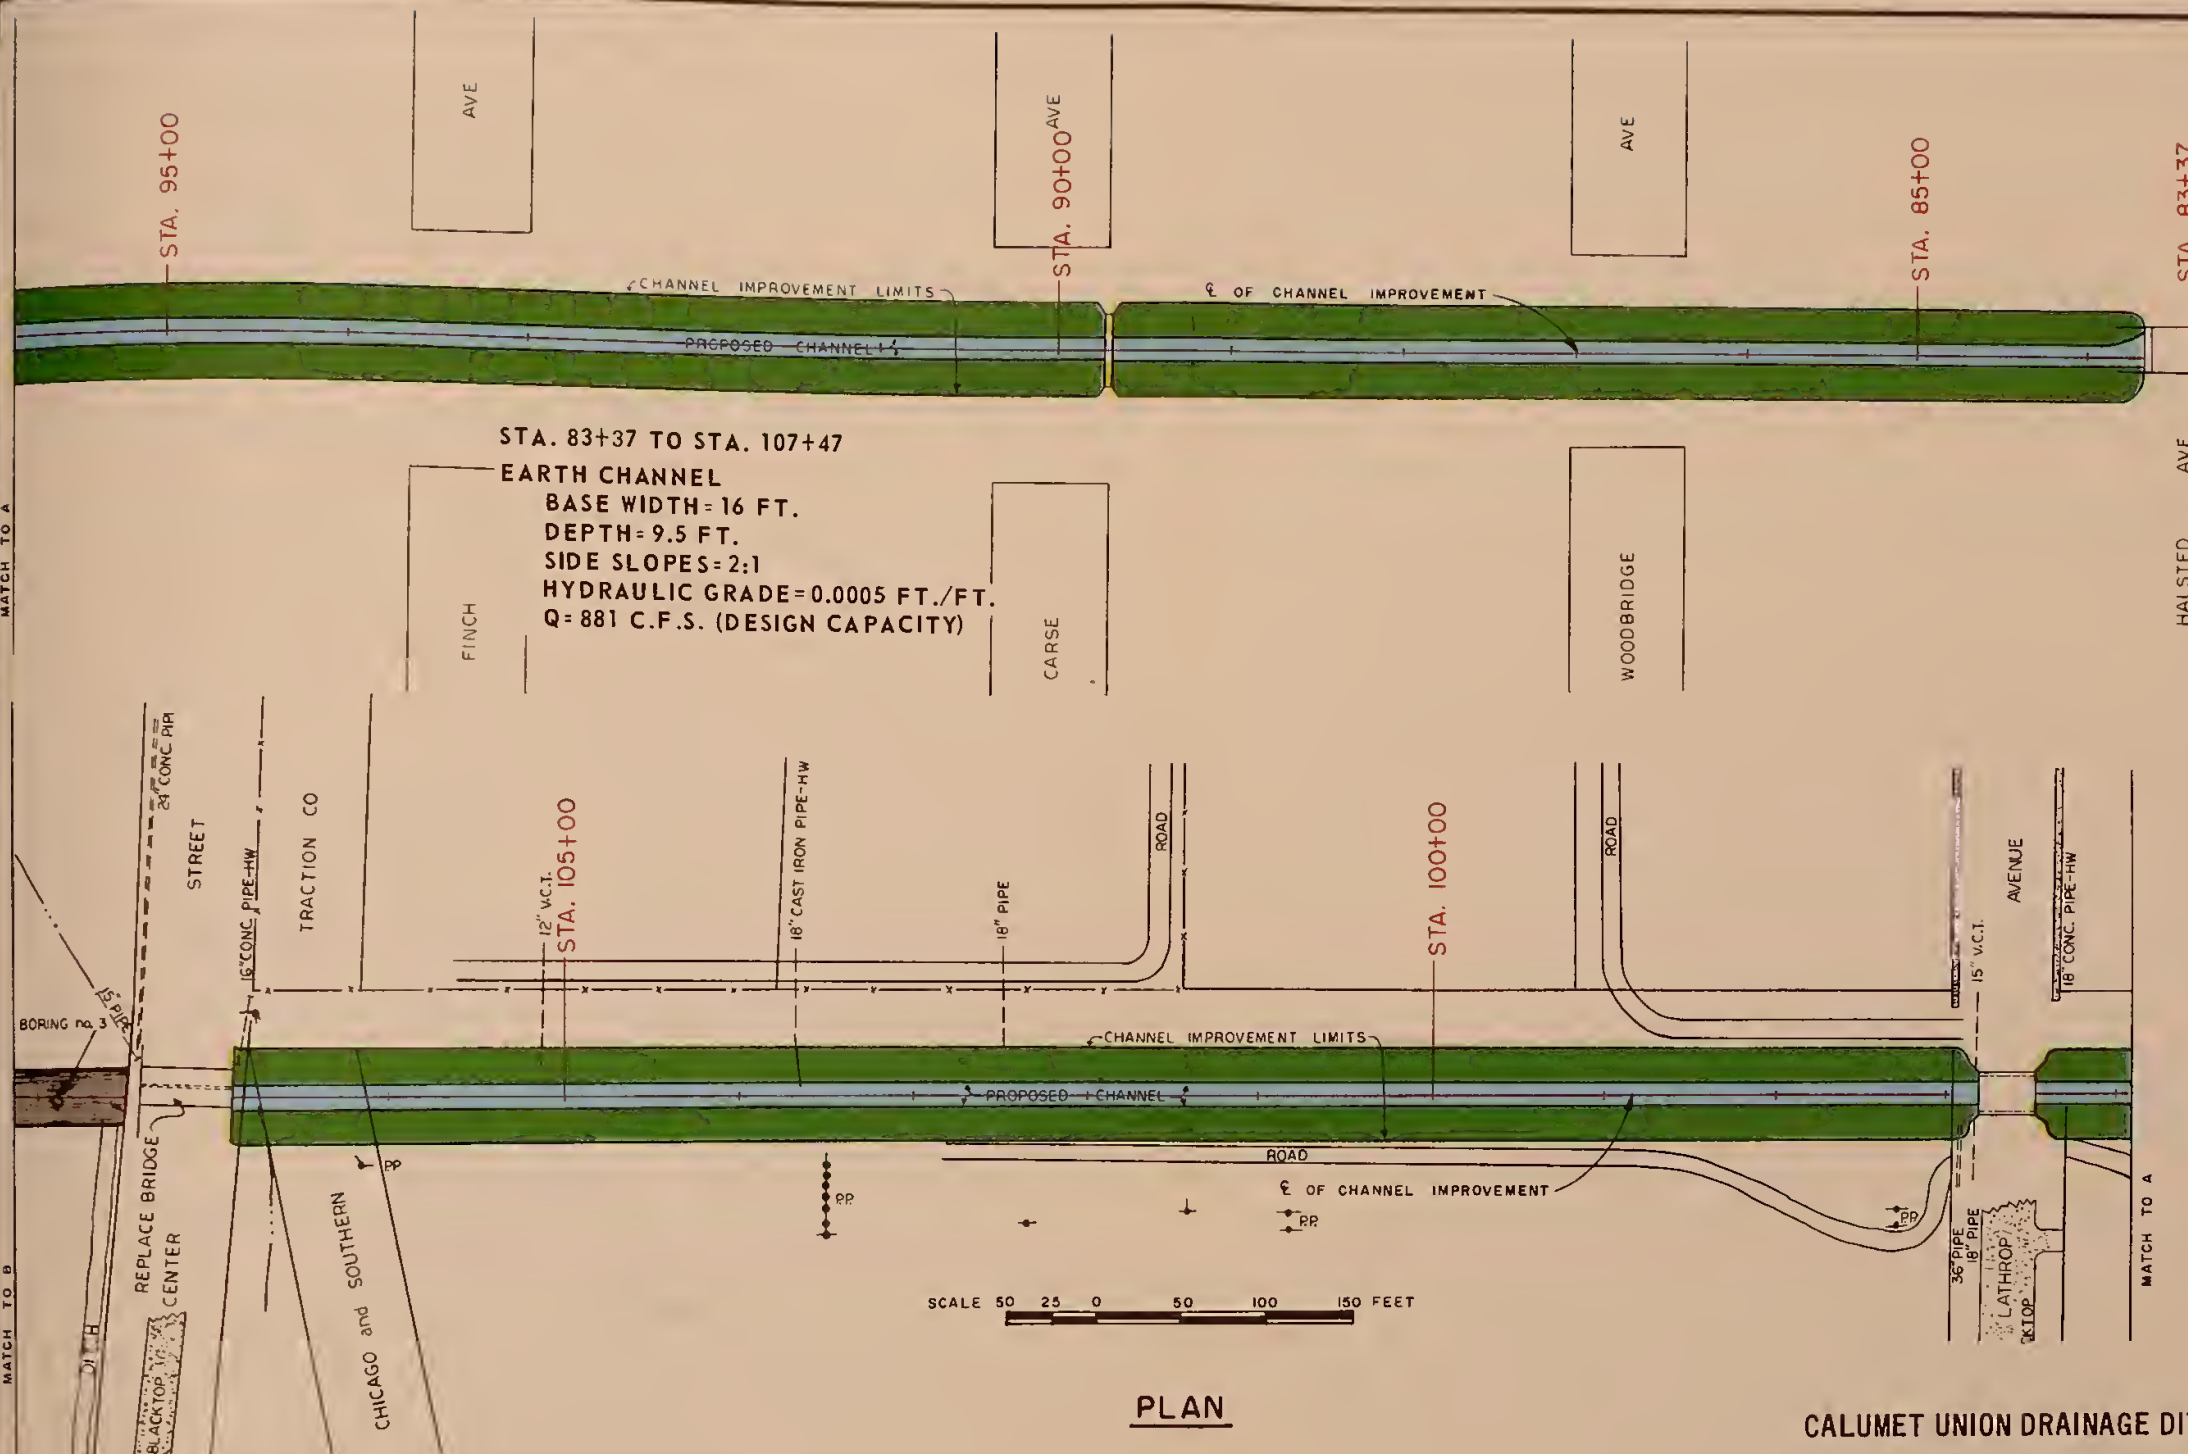 AVE
AVE
AVE
STA. 95+00
STA. 90+00
STA. 85+00
STA. 83+37
CHANNEL IMPROVEMENT LIMITS
℄ OF CHANNEL IMPROVEMENT
PROPOSED CHANNEL
STA. 83+37 TO STA. 107+47
EARTH CHANNEL
BASE WIDTH = 16 FT.
DEPTH = 9.5 FT.
SIDE SLOPES = 2:1
HYDRAULIC GRADE = 0.0005 FT./FT.
Q = 881 C.F.S. (DESIGN CAPACITY)
MATCH TO A
FINCH
CARSE
WOODBRIDGE
HALSTED AVE
24" CONC PIP
STREET
16" CONC. PIPE-HW
TRACTION CO
12" V.C.T.
STA. 105+00
18" CAST IRON PIPE-HW
18" PIPE
ROAD
STA. 100+00
ROAD
AVENUE
15" V.C.T.
18" CONC. PIPE-HW
15" PIPE
BORING no. 3
CHANNEL IMPROVEMENT LIMITS
PROPOSED CHANNEL
REPLACE BRIDGE
CENTER
BLACKTOP
DITCH
CHICAGO and SOUTHERN
P.P.
P.P.
ROAD
℄ OF CHANNEL IMPROVEMENT
P.P.
P.P.
36" PIPE
18" PIPE
LATHROP
KTOP
MATCH TO A
MATCH TO B
SCALE 50 25 0 50 100 150 FEET
PLAN
CALUMET UNION DRAINAGE DI